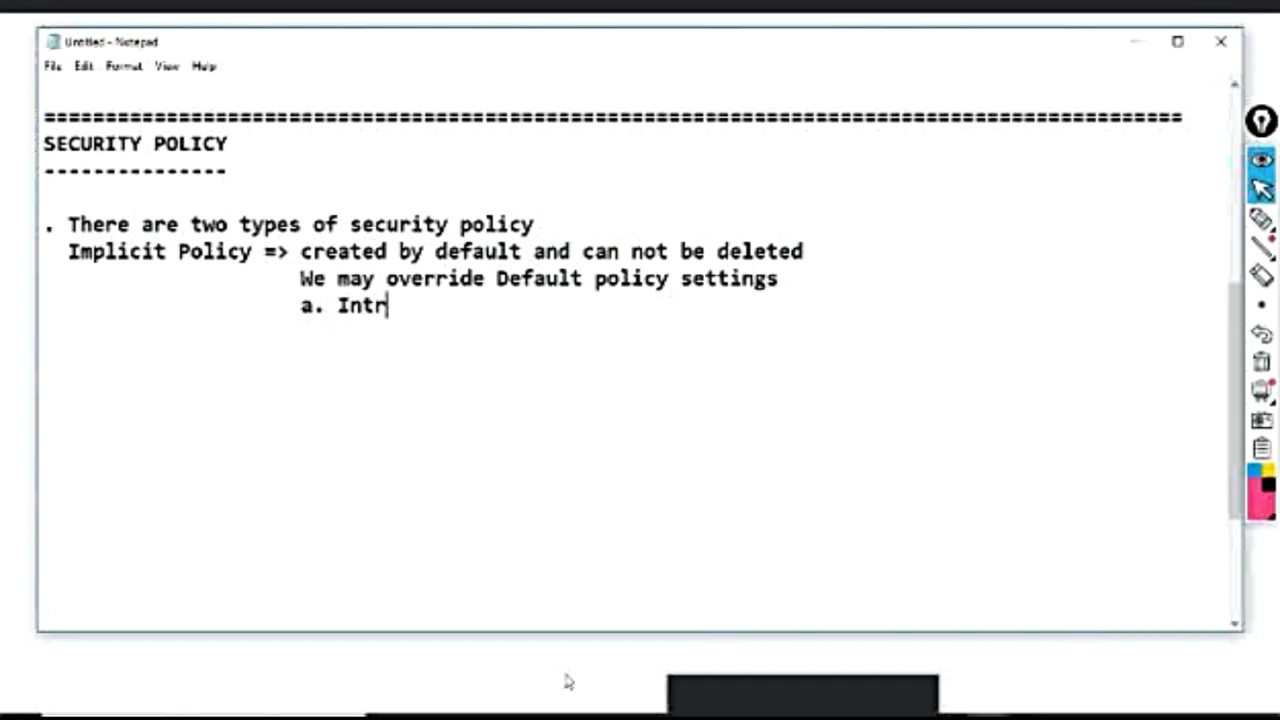 Untitled - Notepad
File Edit Format View Help
=============================================================================================
SECURITY POLICY
---------------
. There are two types of security policy
Implicit Policy => created by default and can not be deleted
We may override Default policy settings
a. Intr